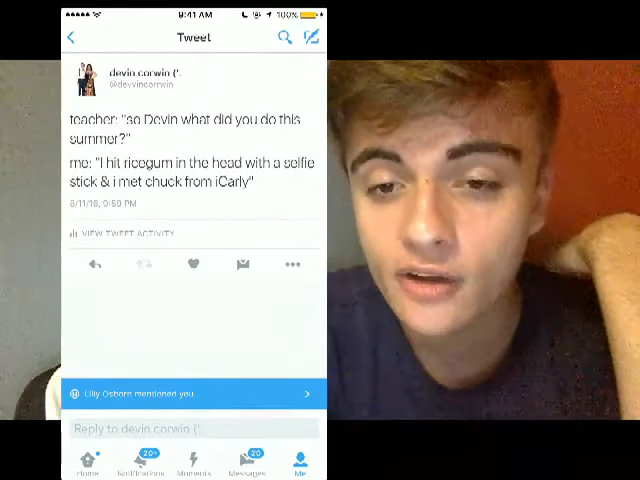 9:41 AM
100%
Tweet
devin corwin ('.
@devvincorrwin
teacher: "so Devin what did you do this
summer?"
me: "I hit ricegum in the head with a selfie
stick & i met chuck from iCarly"
8/11/16, 9:59 PM
VIEW TWEET ACTIVITY
@ Lilly Osborn mentioned you
Reply to devin corwin ('.
20+
20
Home
Notifications
Moments
Messages
Me